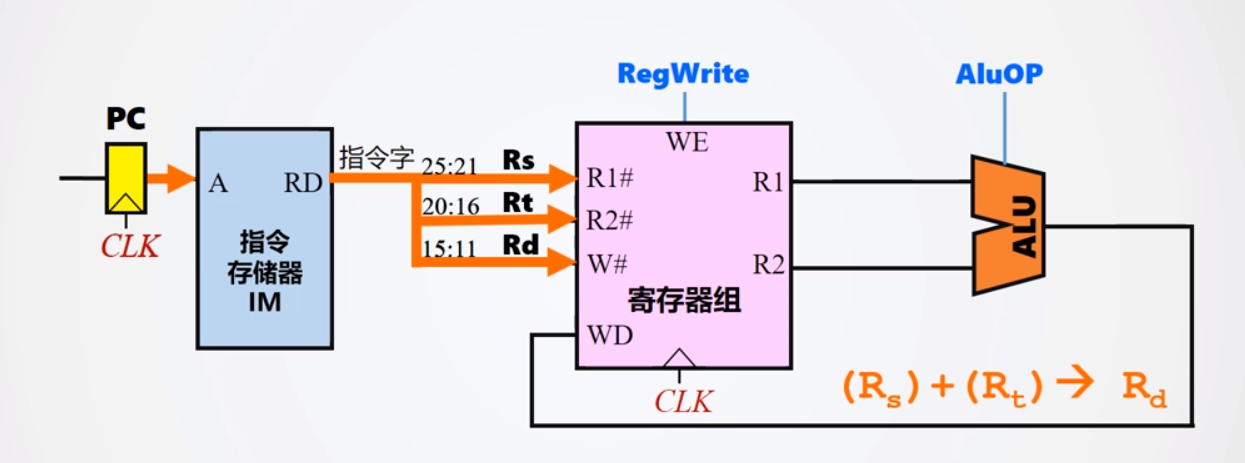 RegWrite
AluOP
PC
WE
指令字
25:21
Rs
A
RD
R1#
R1
20:16
Rt
R2#
ALU
CLK
指令
存储器
IM
15:11
Rd
W#
R2
寄存器组
WD
CLK
(Rs)+(Rt)→ Rd